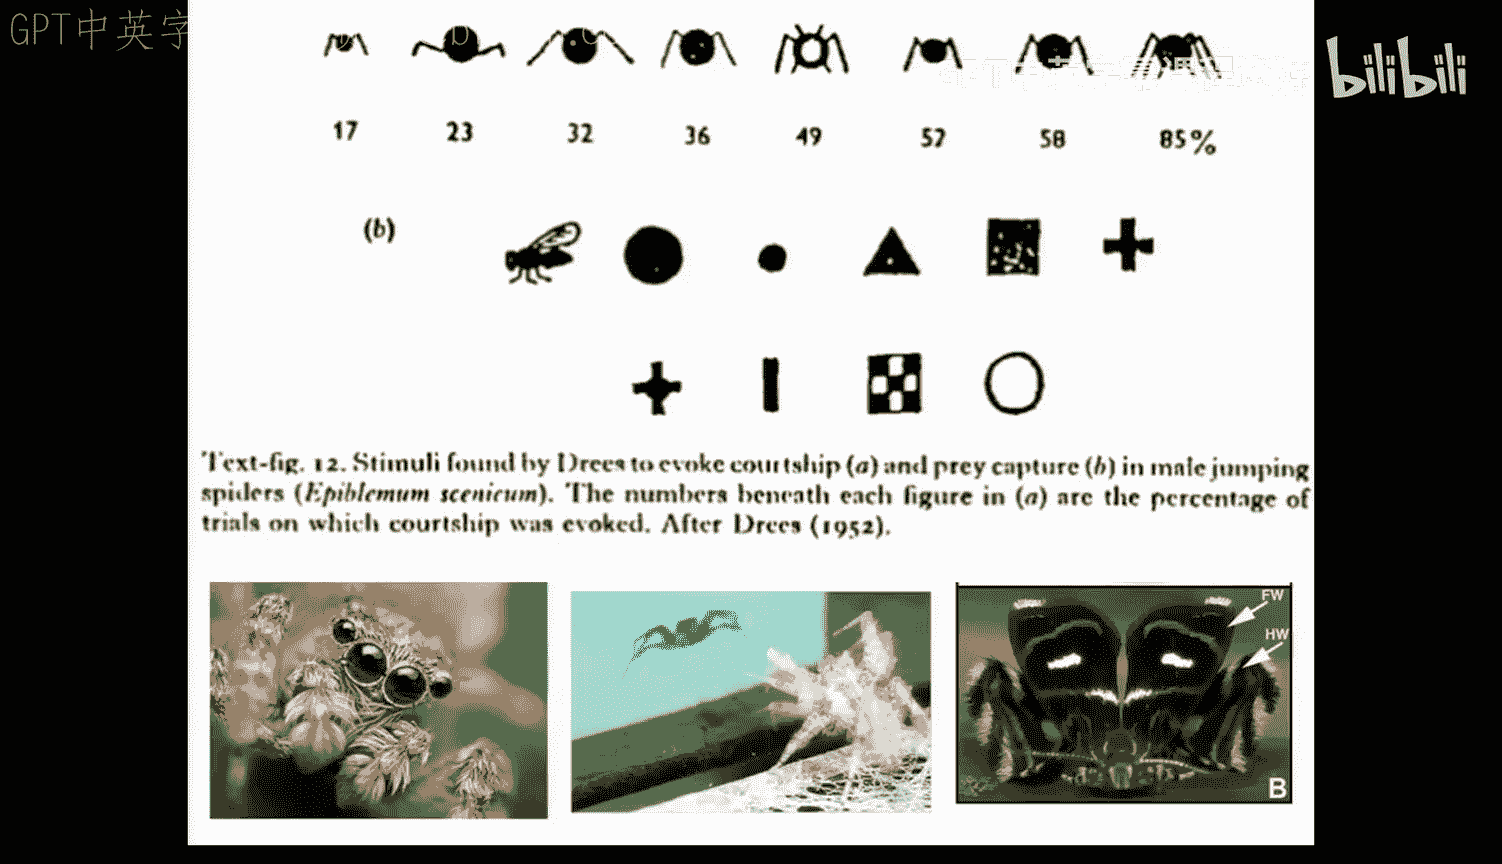 GPT中英字
bilibili
17 23 32 36 49 52 58 85%
(b)
Text-fig. 12. Stimuli found by Drees to evoke courtship (a) and prey capture (b) in male jumping
spiders (Epiblemum scenicum). The numbers beneath each figure in (a) are the percentage of
trials on which courtship was evoked. After Drees (1952).
FW
HW
B